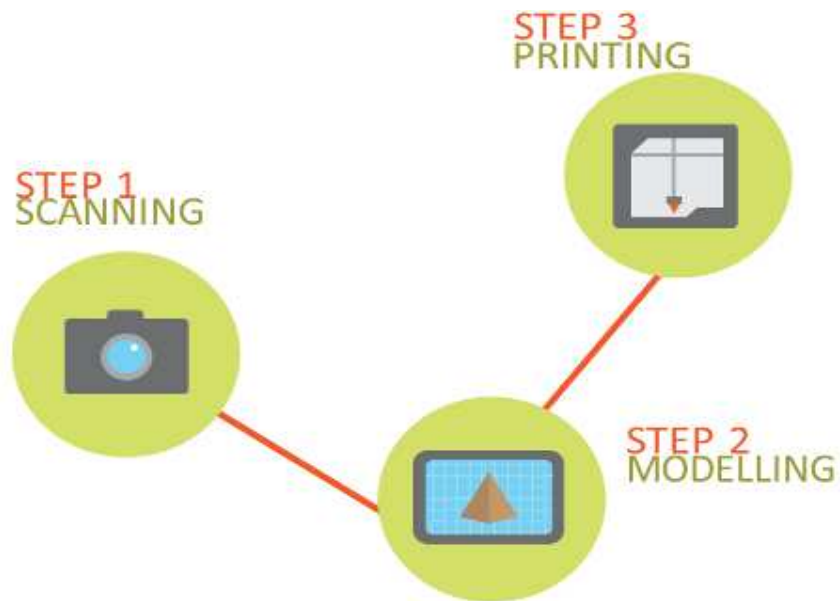 STEP 1
SCANNING
STEP 2
MODELLING
STEP 3
PRINTING